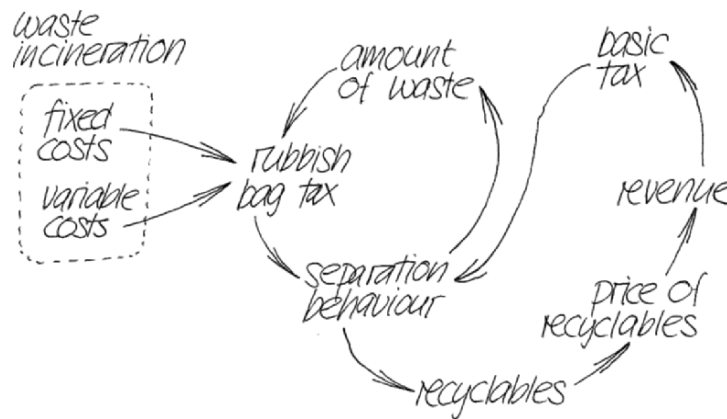 waste
incineration
fixed
costs
variable
costs
amount
of waste
rubbish
bag tax
separation
behaviour
recyclables
basic
tax
revenue
price of
recyclables